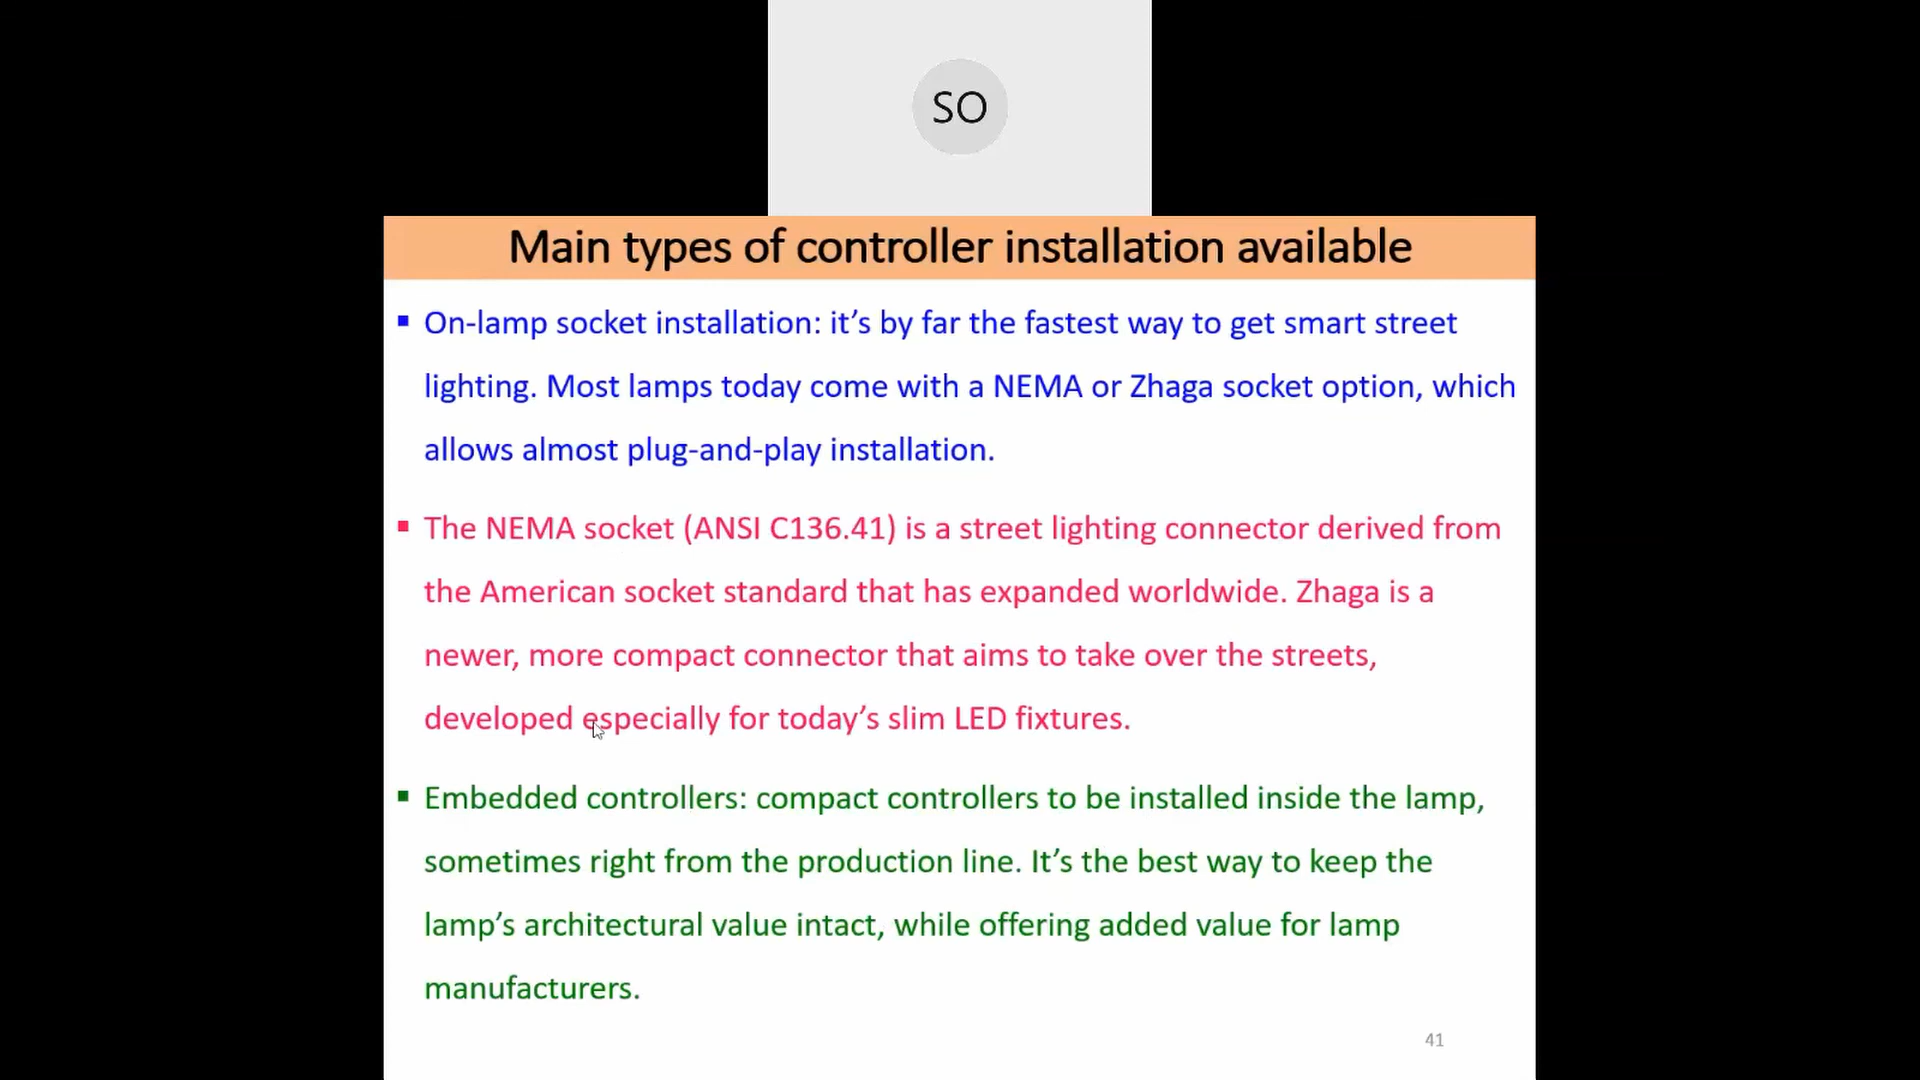 SO
Main types of controller installation available
▪ On-lamp socket installation: it’s by far the fastest way to get smart street
lighting. Most lamps today come with a NEMA or Zhaga socket option, which
allows almost plug-and-play installation.
▪ The NEMA socket (ANSI C136.41) is a street lighting connector derived from
the American socket standard that has expanded worldwide. Zhaga is a
newer, more compact connector that aims to take over the streets,
developed especially for today’s slim LED fixtures.
▪ Embedded controllers: compact controllers to be installed inside the lamp,
sometimes right from the production line. It’s the best way to keep the
lamp’s architectural value intact, while offering added value for lamp
manufacturers.
41